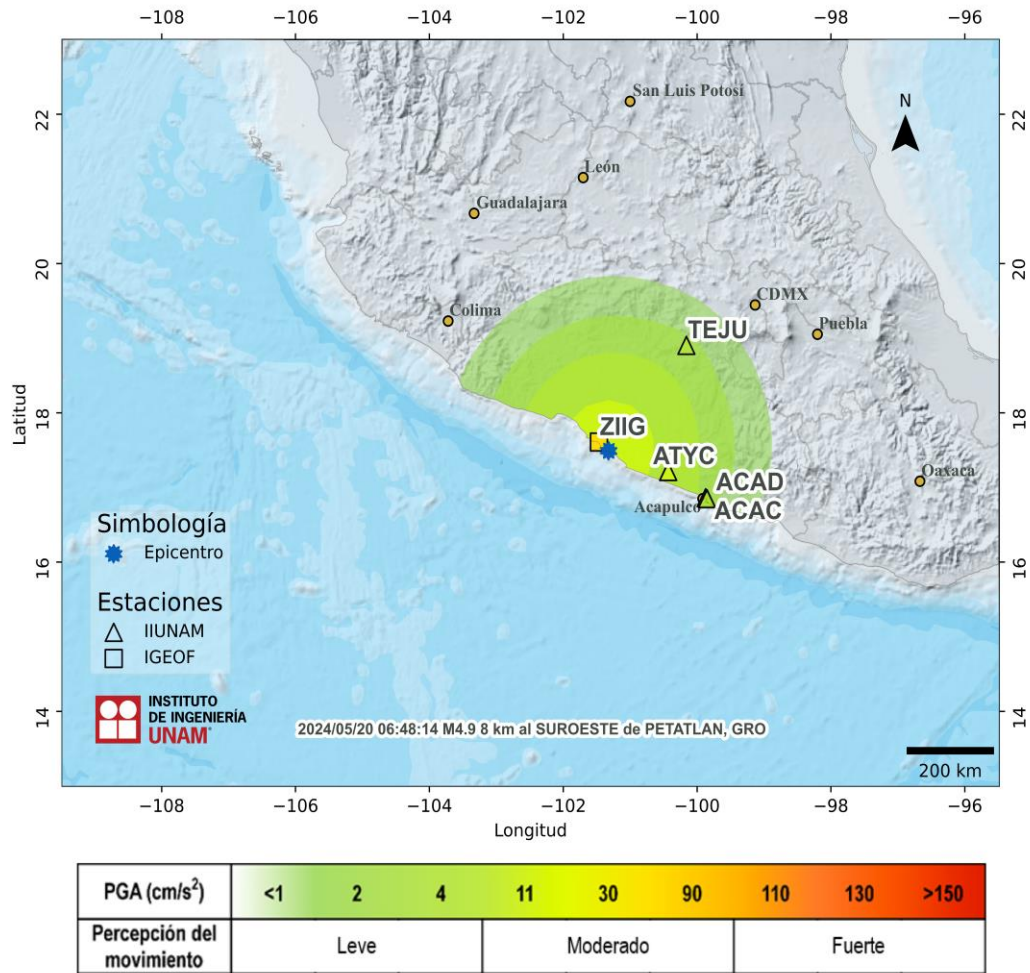 −108 −106 −104 −102 −100 −98 −96
San Luis Potosí
N
22
22
León
Guadalajara
20
20
CDMX
Colima
Puebla
TEJU
Latitud
18
18
ZIIG
ATYC
Oaxaca
ACAD
Acapulco
ACAC
Simbología
Epicentro
16
16
Estaciones
IIUNAM
IGEOF
14
14
INSTITUTO
DE INGENIERÍA
UNAM
2024/05/20 06:48:14 M4.9 8 km al SUROESTE de PETATLAN, GRO
200 km
−108 −106 −104 −102 −100 −98 −96
Longitud
PGA (cm/s²) <1 2 4 11 30 90 110 130 >150
Percepción del
movimiento
Leve Moderado Fuerte